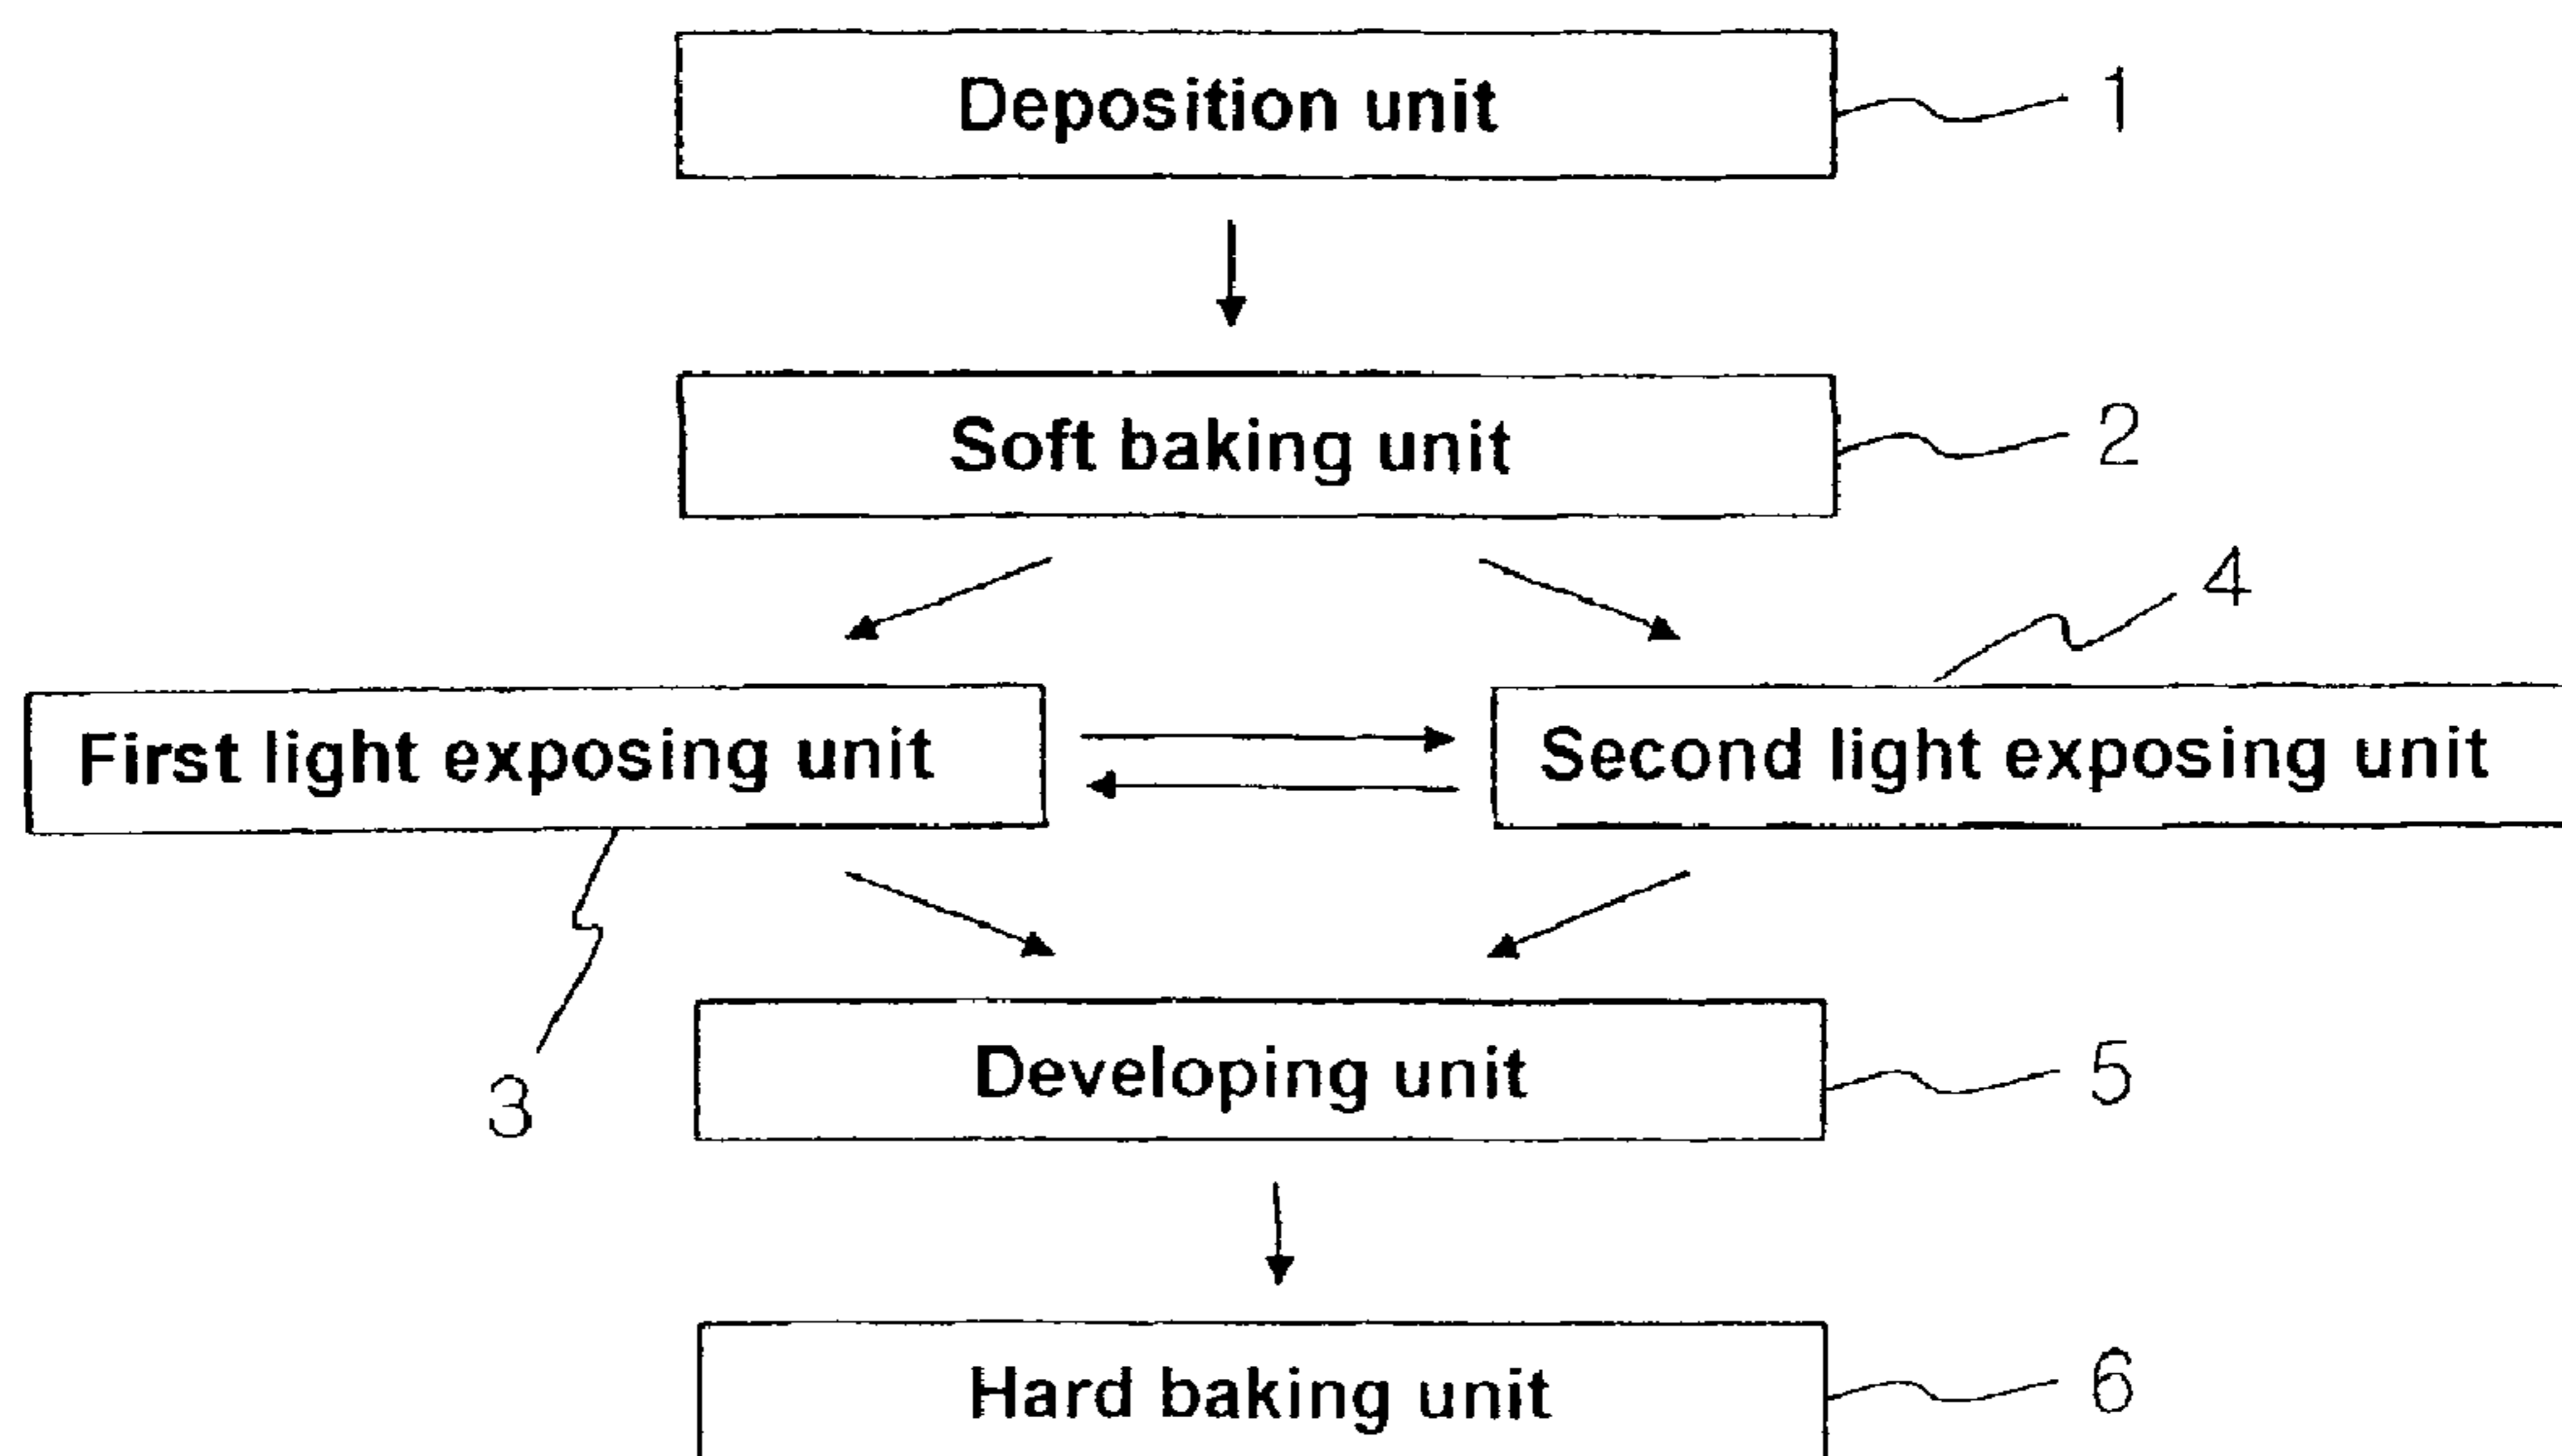 Deposition unit 1
Soft baking unit 2
4
First light exposing unit Second light exposing unit
3
Developing unit 5
Hard baking unit 6